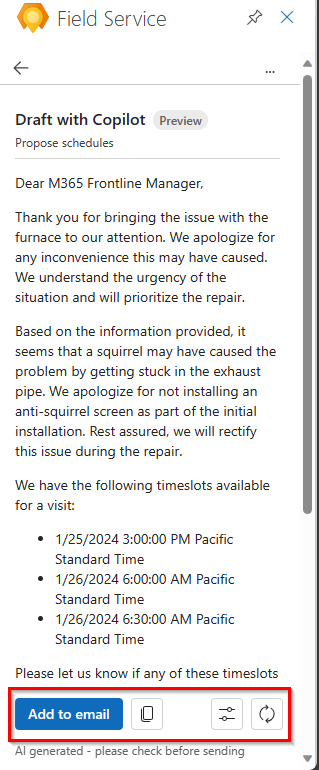 Field Service
...
Draft with Copilot Preview
Propose schedules
Dear M365 Frontline Manager,
Thank you for bringing the issue with the
furnace to our attention. We apologize for
any inconvenience this may have caused.
We understand the urgency of the
situation and will prioritize the repair.
Based on the information provided, it
seems that a squirrel may have caused the
problem by getting stuck in the exhaust
pipe. We apologize for not installing an
anti-squirrel screen as part of the initial
installation. Rest assured, we will rectify
this issue during the repair.
We have the following timeslots available
for a visit:
• 1/25/2024 3:00:00 PM Pacific
Standard Time
• 1/26/2024 6:00:00 AM Pacific
Standard Time
• 1/26/2024 6:30:00 AM Pacific
Standard Time
Please let us know if any of these timeslots
Add to email
AI generated - please check before sending